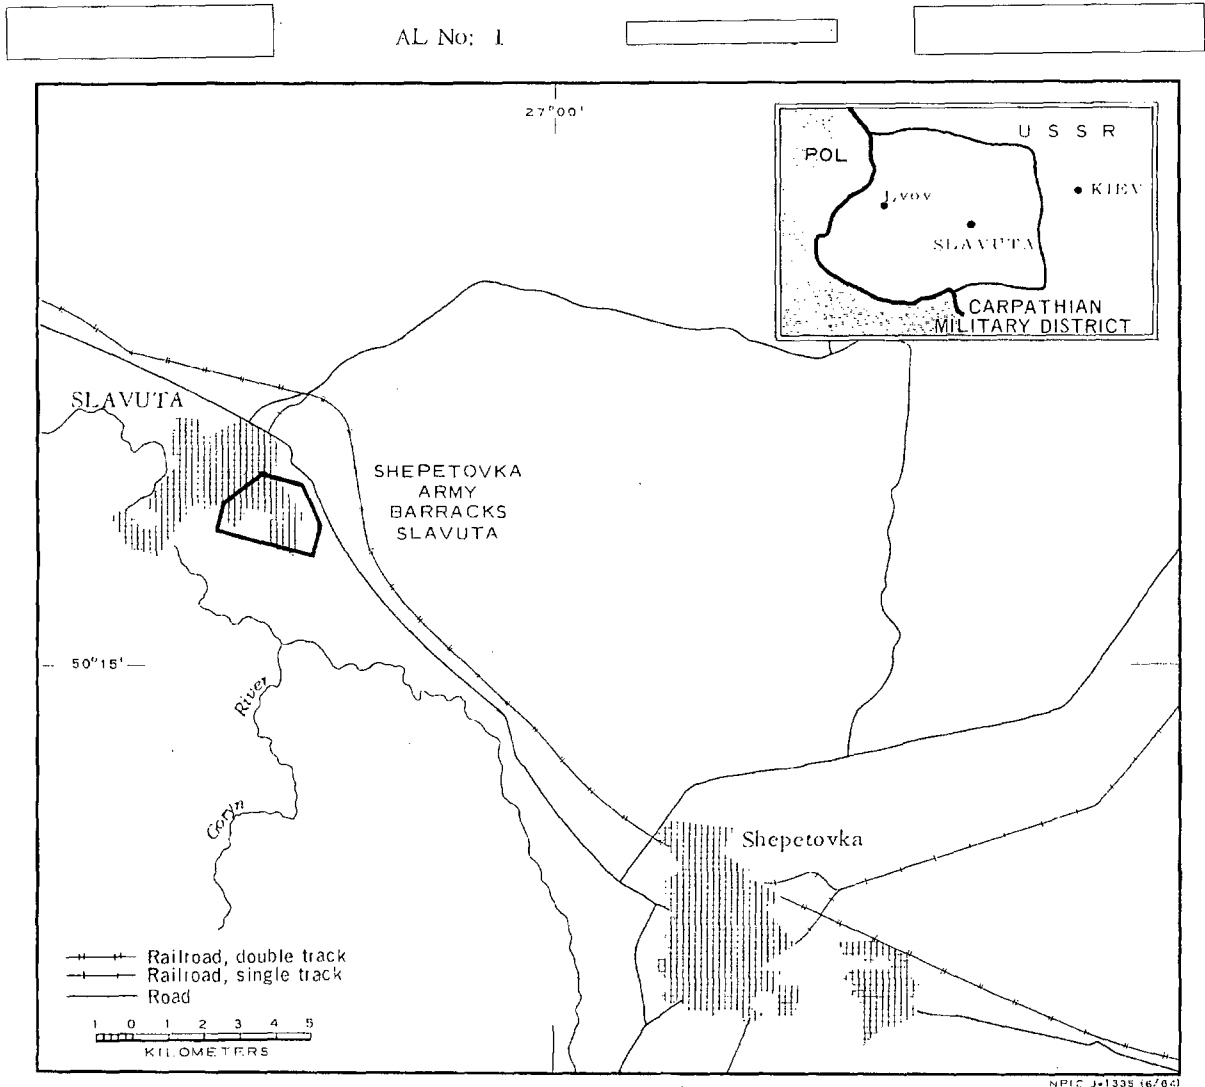 AL No: 1
27°00'
U S S R
POL
KIEV
Lvov
SLAVUTA
CARPATHIAN
MILITARY DISTRICT
SLAVUTA
SHEPETOVKA
ARMY
BARRACKS
SLAVUTA
50°15'
River
Goryn
Shepetovka
Railroad, double track
Railroad, single track
Road
1 0 1 2 3 4 5
KILOMETERS
NPIC J-1335 (6/64)